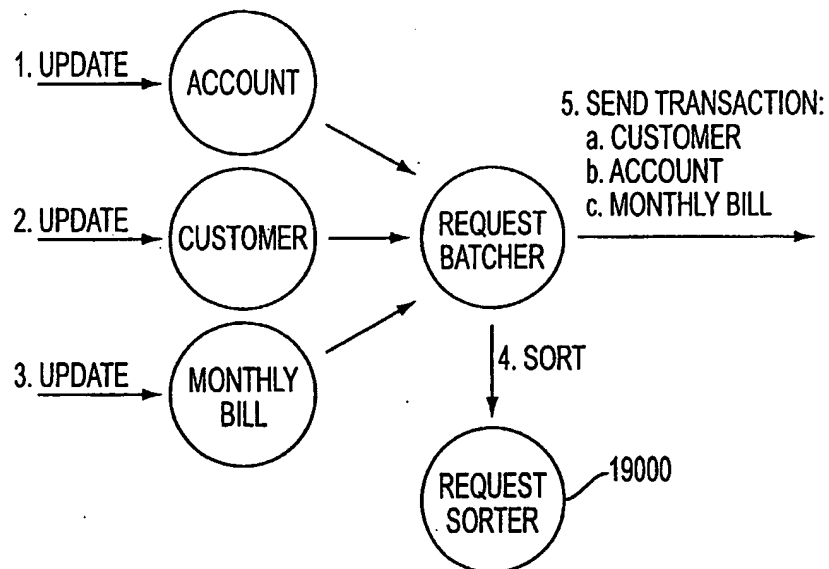 1. UPDATE
ACCOUNT
2. UPDATE
CUSTOMER
3. UPDATE
MONTHLY
BILL
REQUEST
BATCHER
5. SEND TRANSACTION:
a. CUSTOMER
b. ACCOUNT
c. MONTHLY BILL
4. SORT
REQUEST
SORTER
19000